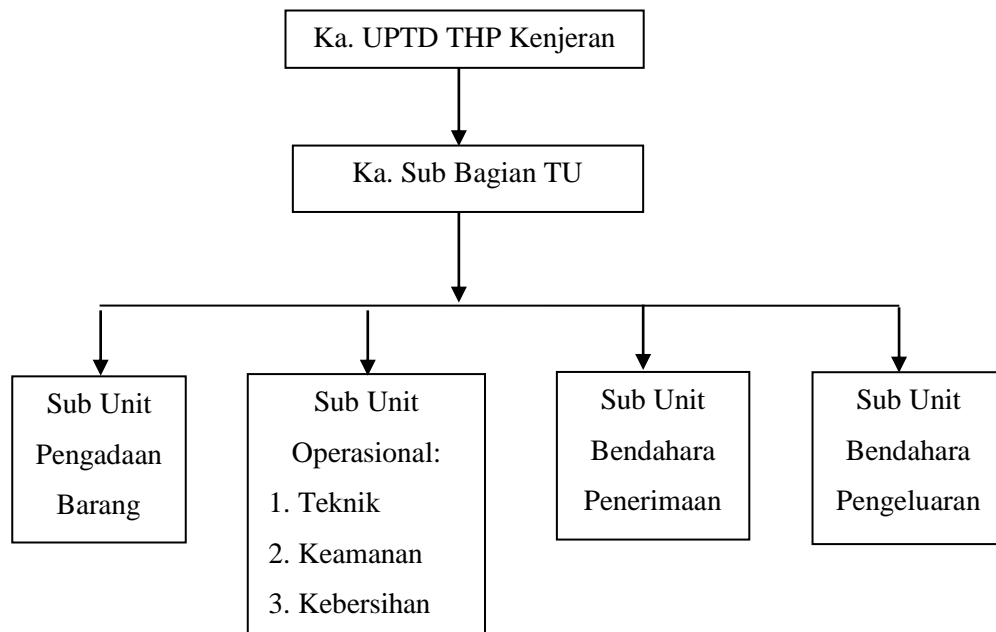 Ka. UPTD THP Kenjeran
Ka. Sub Bagian TU
Sub Unit
Pengadaan
Barang
Sub Unit
Operasional:
1. Teknik
2. Keamanan
3. Kebersihan
Sub Unit
Bendahara
Penerimaan
Sub Unit
Bendahara
Pengeluaran